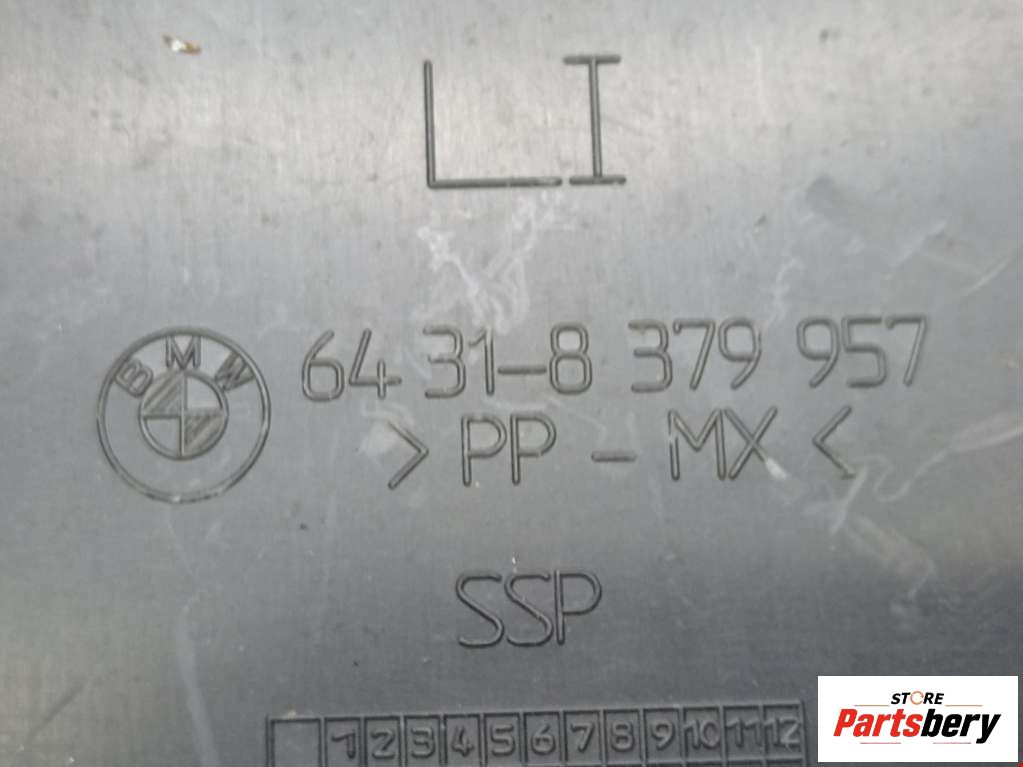 LI
BMW
64 31-8 379 957
>PP-MX<
SSP
1 2 3 4 5 6 7 8 9 10 11 12
STORE
Partsbery